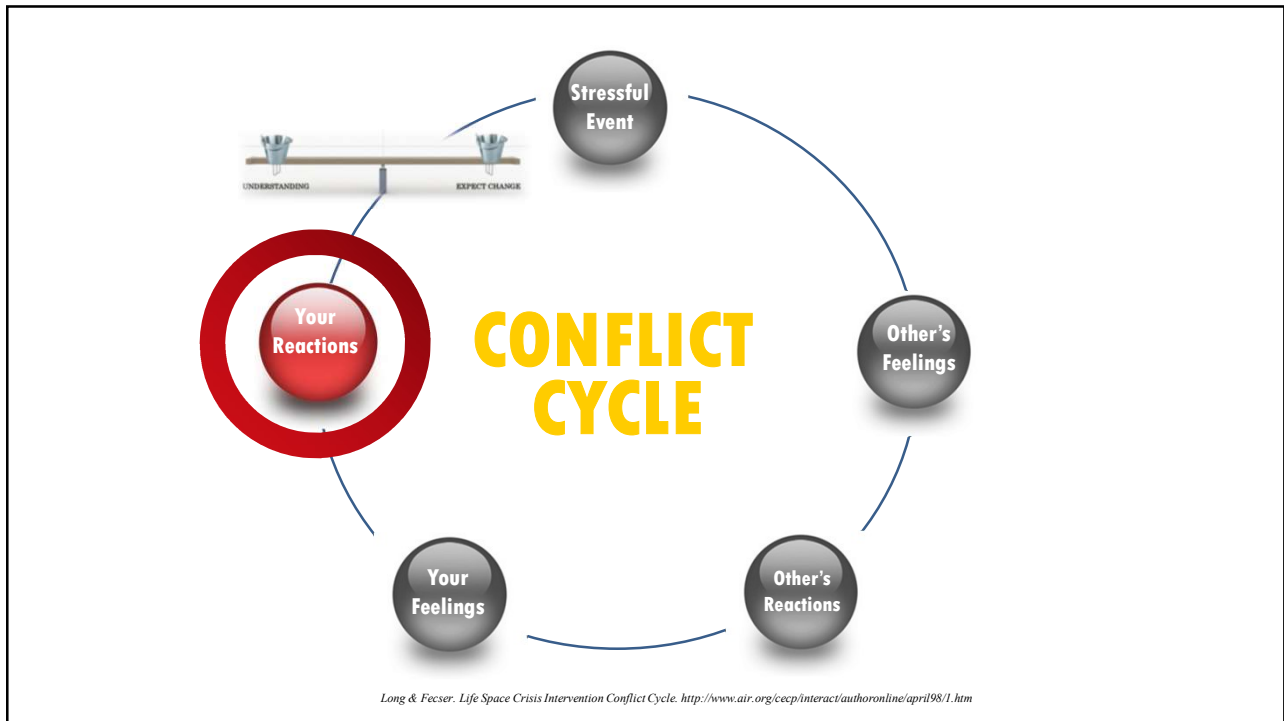 Stressful
Event
UNDERSTANDING
EXPECT CHANGE
Your
Reactions
CONFLICT
CYCLE
Other's
Feelings
Your
Feelings
Other's
Reactions
Long & Fecser. Life Space Crisis Intervention Conflict Cycle. http://www.air.org/cecp/interact/authoronline/april98/1.htm